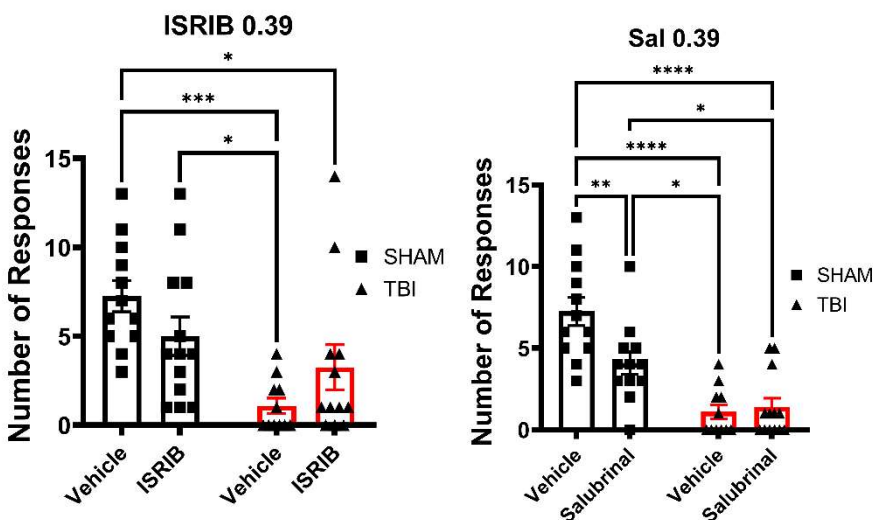 ISRIB 0.39
*
***
*
Number of Responses
15
10
5
0
SHAM
TBI
Vehicle
ISRIB
Vehicle
ISRIB
Sal 0.39
****
*
****
**
*
Number of Responses
15
10
5
0
SHAM
TBI
Vehicle
Salubrinal
Vehicle
Salubrinal